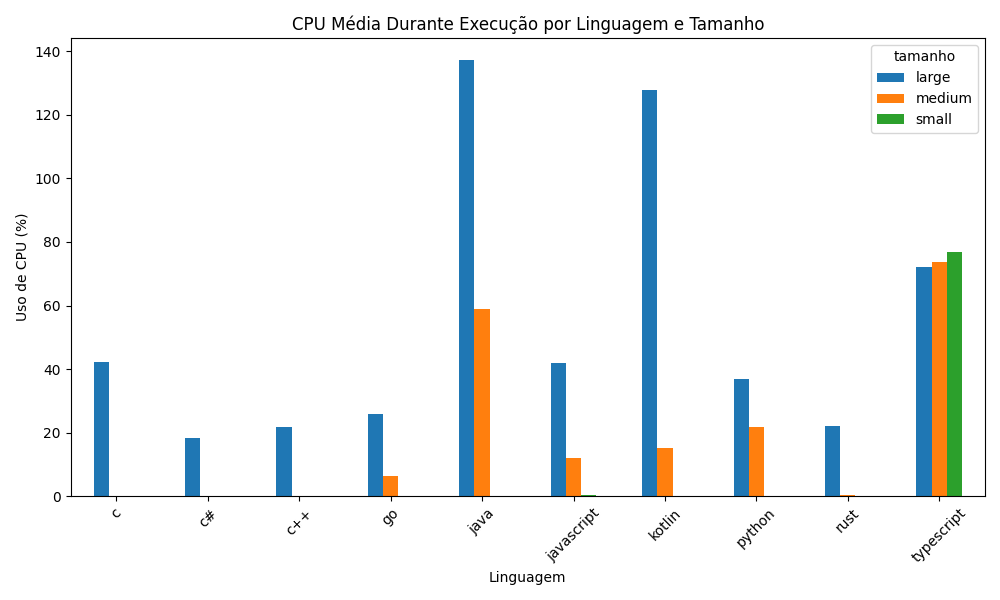 CPU Média Durante Execução por Linguagem e Tamanho
tamanho
large
medium
small
Uso de CPU (%)
140
120
100
80
60
40
20
0
c
c#
c++
go
java
javascript
kotlin
python
rust
typescript
Linguagem